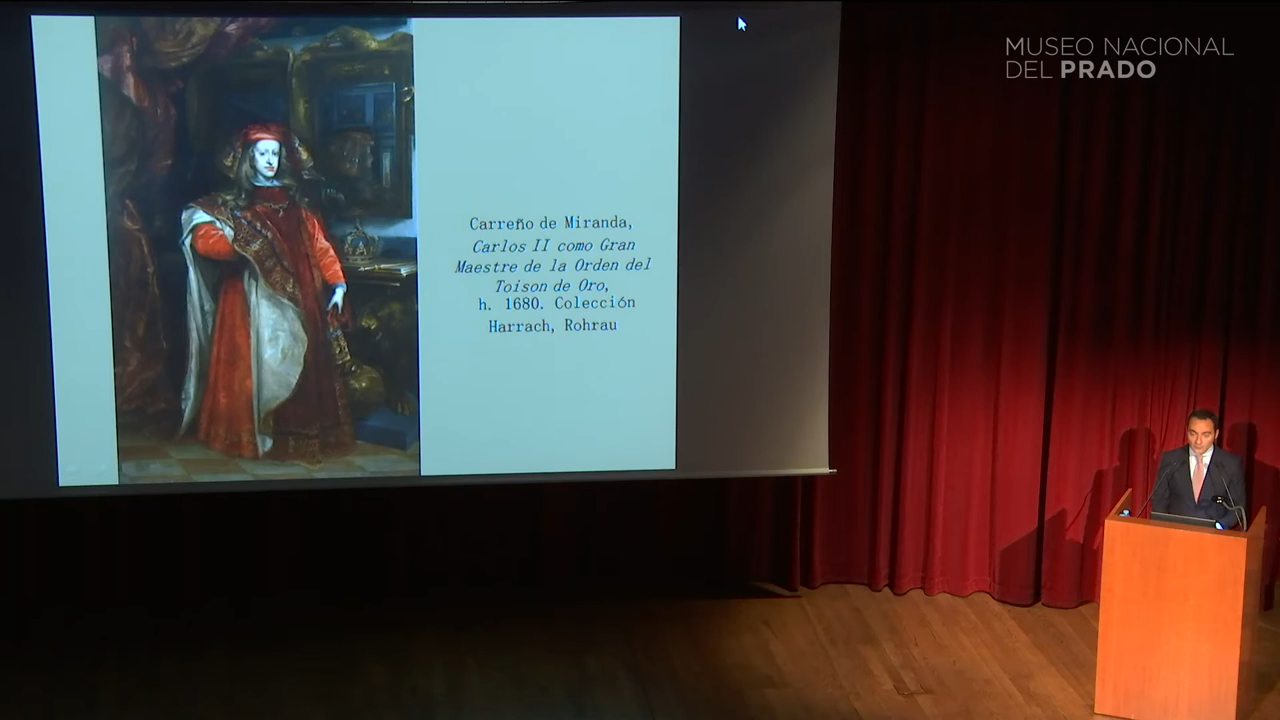 MUSEO NACIONAL
DEL PRADO
Carreño de Miranda,
Carlos II como Gran
Maestre de la Orden del
Toison de Oro,
h. 1680. Colección
Harrach, Rohrau